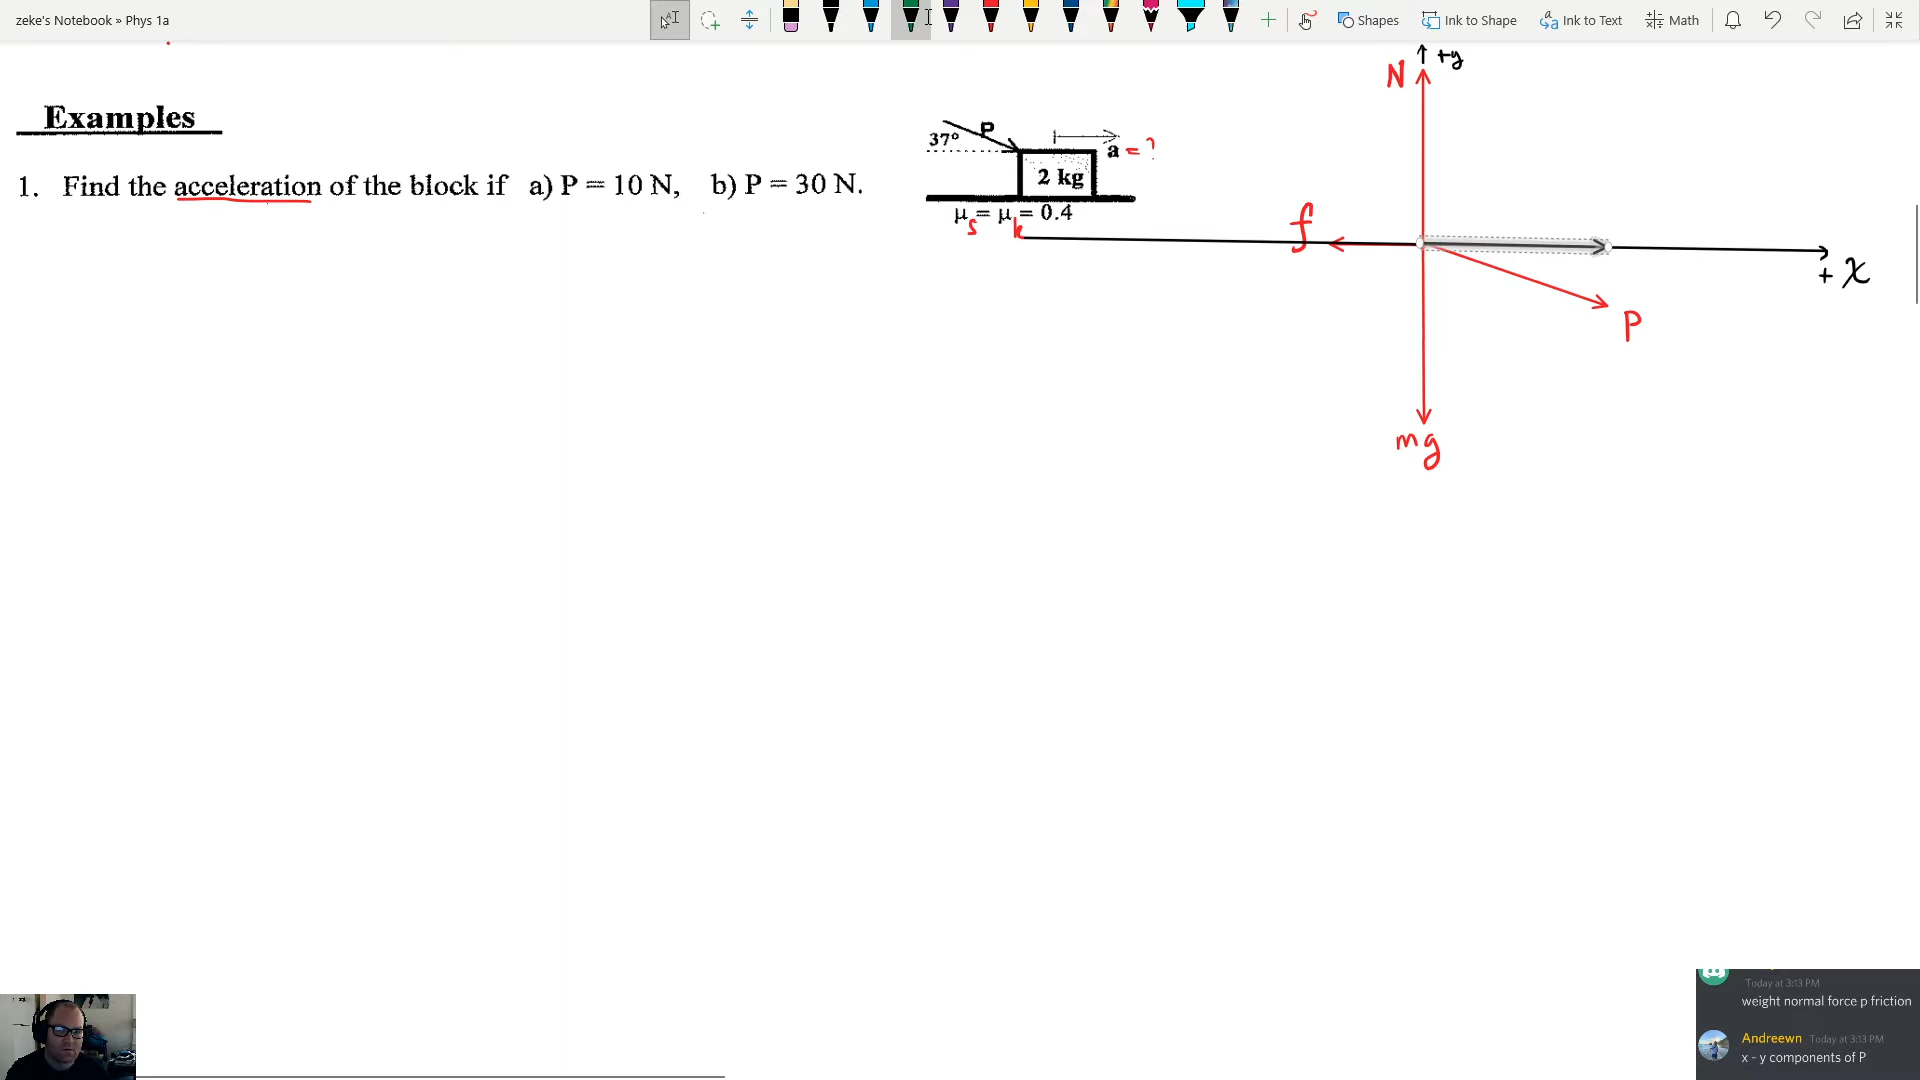 zeke's Notebook » Phys 1a
Shapes
Ink to Shape
Ink to Text
Math
N
+y
Examples
37°
P
a = ?
1. Find the acceleration of the block if a) P = 10 N, b) P = 30 N.
2 kg
μs = μk = 0.4
f
+ x
P
mg
Today at 3:13 PM
weight normal force p friction
Andreewn Today at 3:13 PM
x - y components of P